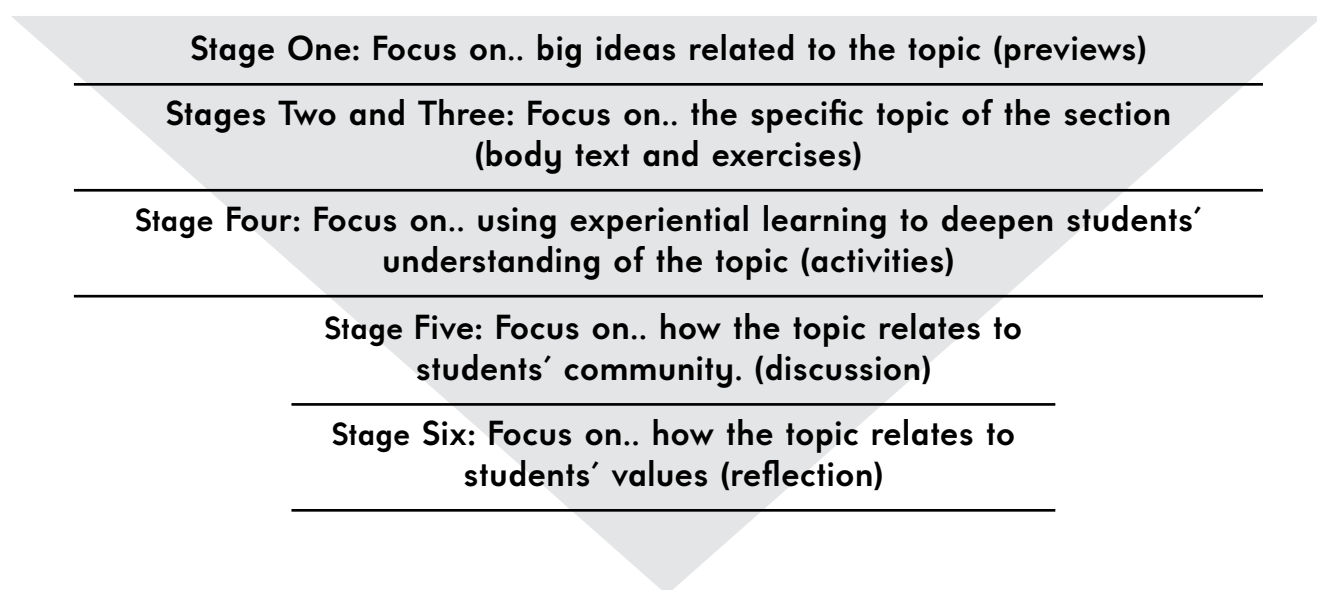 Stage One: Focus on.. big ideas related to the topic (previews)
Stages Two and Three: Focus on.. the specific topic of the section
(body text and exercises)
Stage Four: Focus on.. using experiential learning to deepen students’
understanding of the topic (activities)
Stage Five: Focus on.. how the topic relates to
students’ community. (discussion)
Stage Six: Focus on.. how the topic relates to
students’ values (reflection)